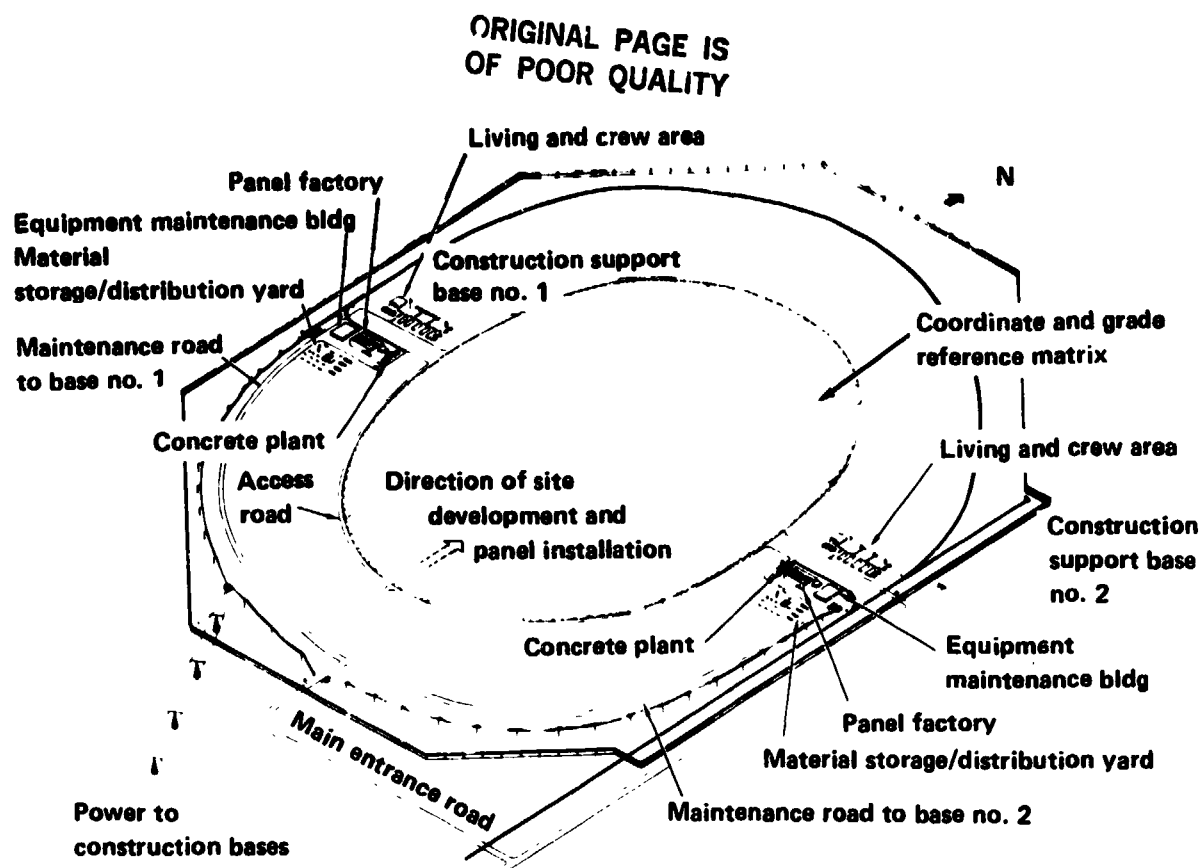 ORIGINAL PAGE IS
OF POOR QUALITY
Living and crew area
Panel factory
Equipment maintenance bldg
Material
storage/distribution yard
Maintenance road
to base no. 1
Construction support
base no. 1
N
Coordinate and grade
reference matrix
Concrete plant
Access
road
Direction of site
development and
panel installation
Living and crew area
Construction
support base
no. 2
Concrete plant
Equipment
maintenance bldg
Panel factory
Material storage/distribution yard
Main entrance road
Maintenance road to base no. 2
Power to
construction bases